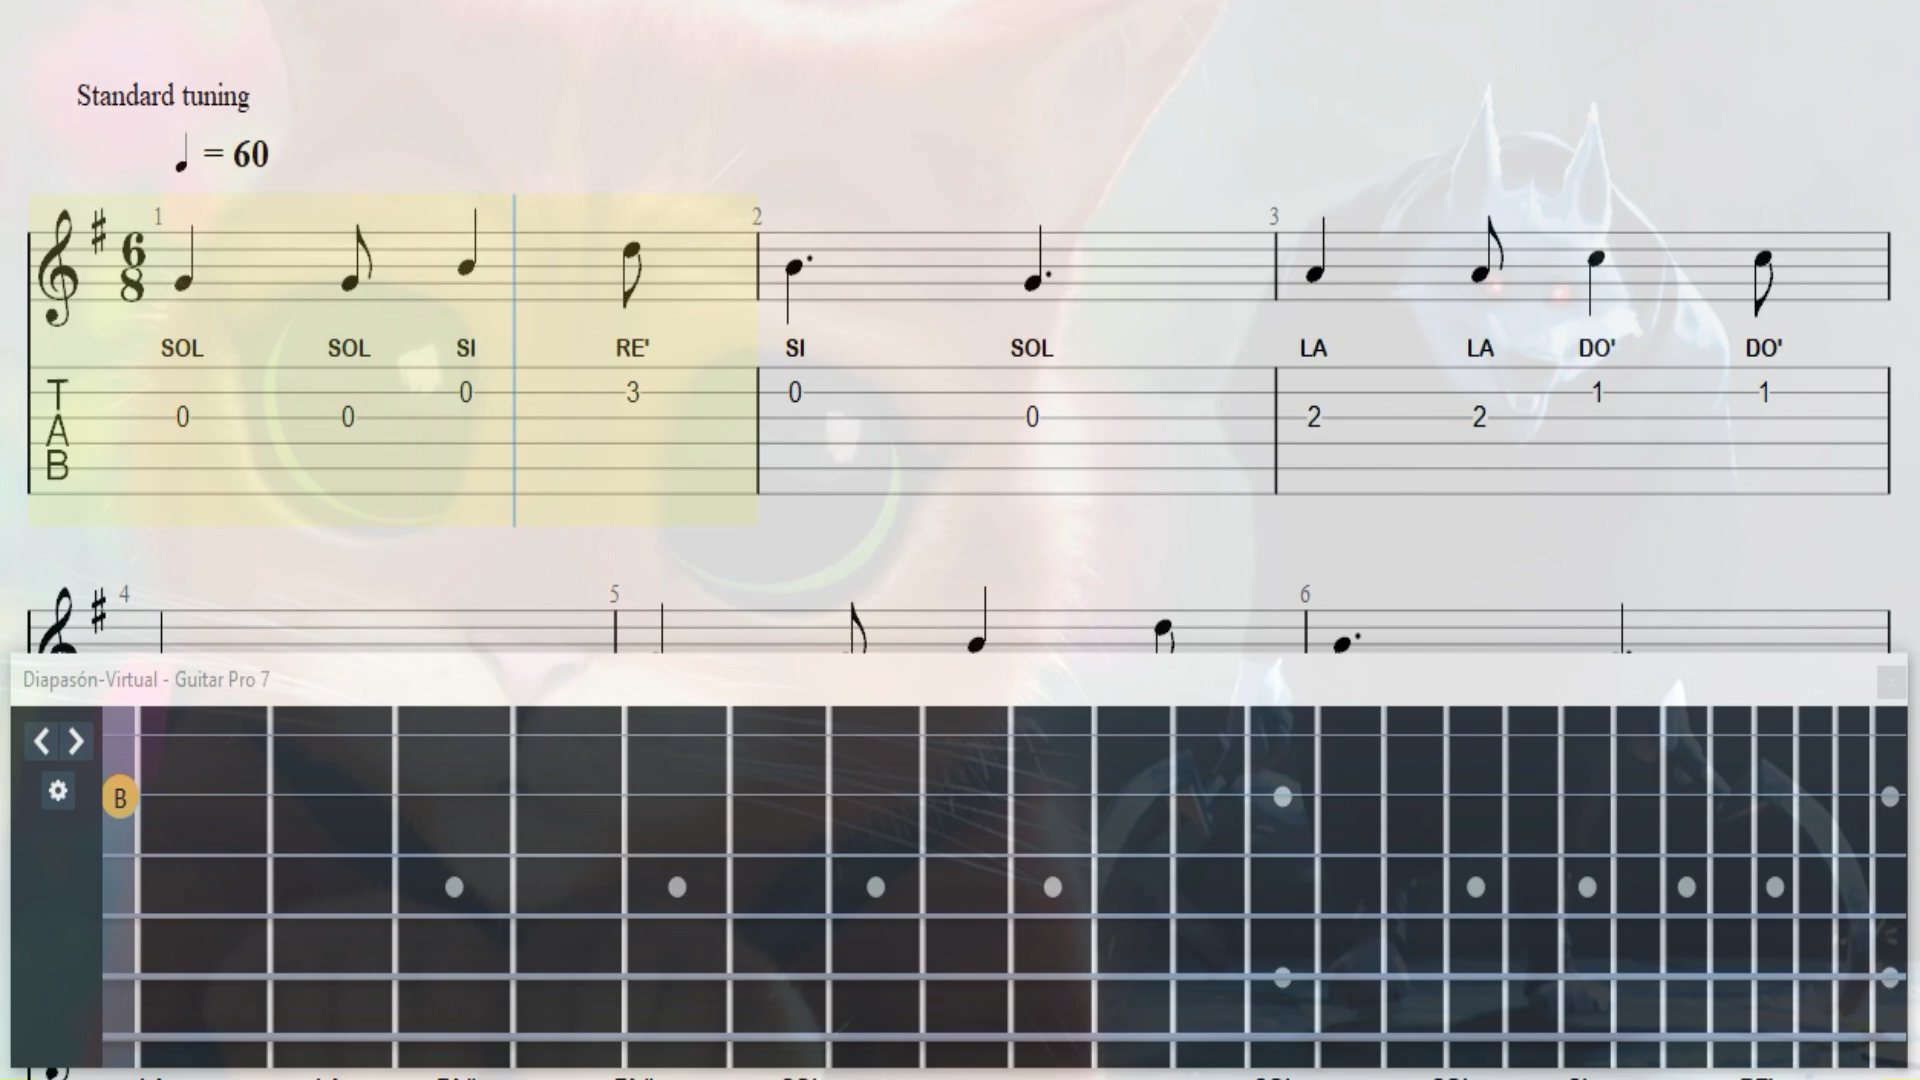 Standard tuning
= 60
1 2 3
6
8
SOL SOL SI RE' SI SOL LA LA DO' DO'
T
A
B
0 3 0 1 1
0 0 0 2 2
4 5 6
Diapasón-Virtual - Guitar Pro 7
B